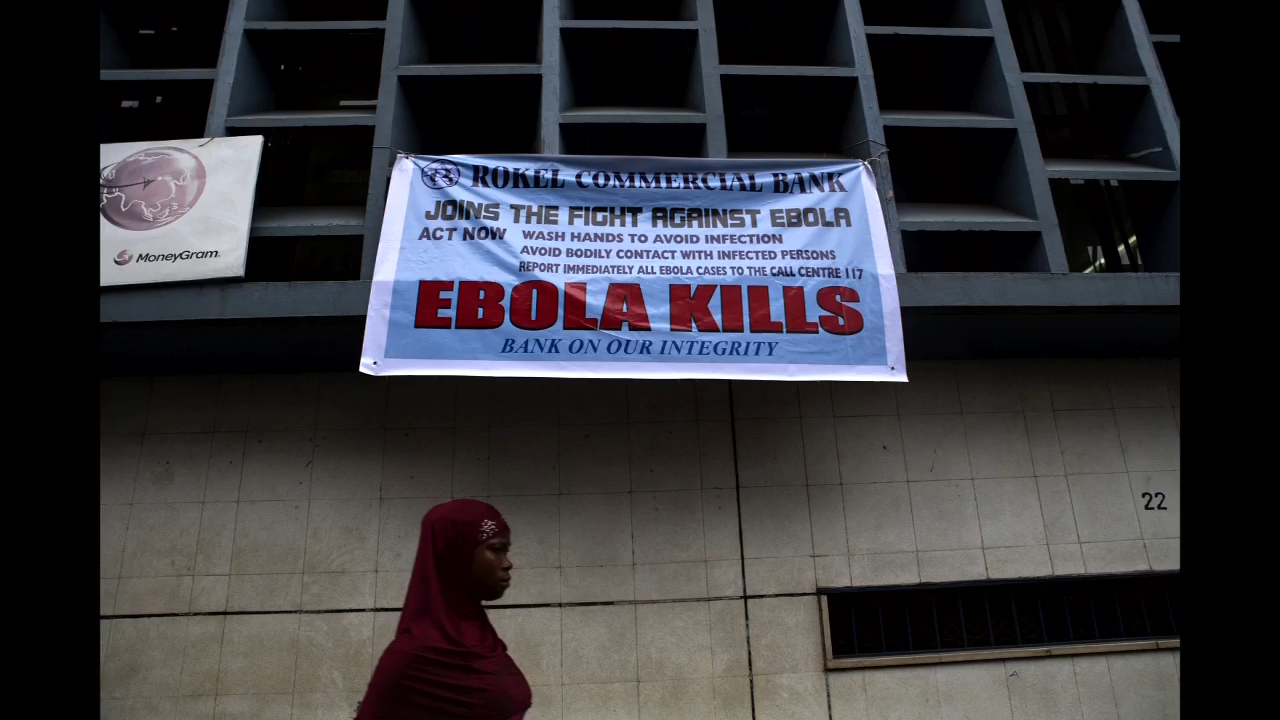 ROKEL COMMERCIAL BANK
JOINS THE FIGHT AGAINST EBOLA
ACT NOW WASH HANDS TO AVOID INFECTION
AVOID BODILY CONTACT WITH INFECTED PERSONS
REPORT IMMEDIATELY ALL EBOLA CASES TO THE CALL CENTRE 117
EBOLA KILLS
BANK ON OUR INTEGRITY
MoneyGram.
22